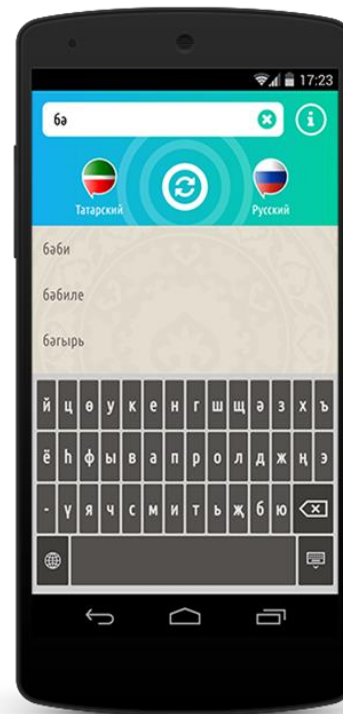 17:23
бә
i
Татарский Русский
бәби
бәбиле
бәгырь
й ц ө у к е н г ш щ ә з х ъ
ё һ ф ы в а п р о л д ж ң э
- ү я ч с м и т ь җ б ю